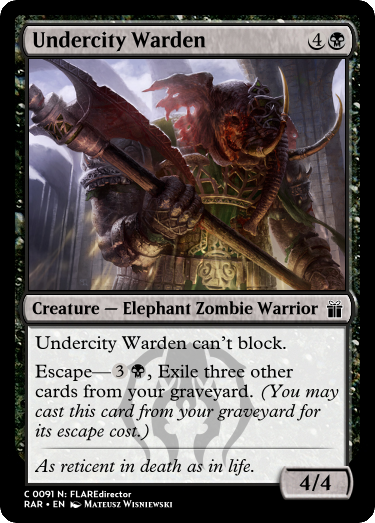 Undercity Warden 4
Creature — Elephant Zombie Warrior
Undercity Warden can't block.
Escape—3, Exile three other
cards from your graveyard. (You may
cast this card from your graveyard for
its escape cost.)
As reticent in death as in life.
4/4
C 0091 N: FLAREdirector
RAR • EN Mateusz Wisniewski